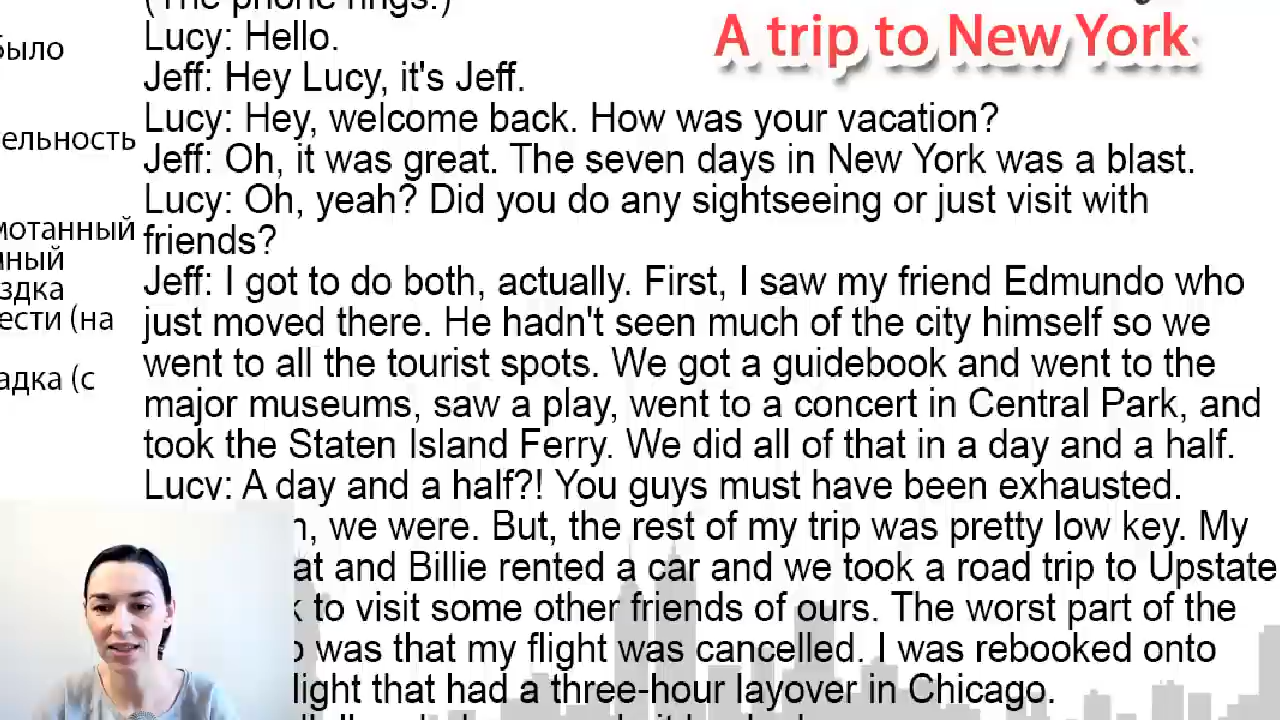 A trip to New York
было
ельность
мотанный
здка
ести (на
адка (с
Lucy: Hello.
Jeff: Hey Lucy, it's Jeff.
Lucy: Hey, welcome back. How was your vacation?
Jeff: Oh, it was great. The seven days in New York was a blast.
Lucy: Oh, yeah? Did you do any sightseeing or just visit with
friends?
Jeff: I got to do both, actually. First, I saw my friend Edmundo who
just moved there. He hadn't seen much of the city himself so we
went to all the tourist spots. We got a guidebook and went to the
major museums, saw a play, went to a concert in Central Park, and
took the Staten Island Ferry. We did all of that in a day and a half.
Lucy: A day and a half?! You guys must have been exhausted.
we were. But, the rest of my trip was pretty low key. My
at and Billie rented a car and we took a road trip to Upstate
k to visit some other friends of ours. The worst part of the
was that my flight was cancelled. I was rebooked onto
light that had a three-hour layover in Chicago.